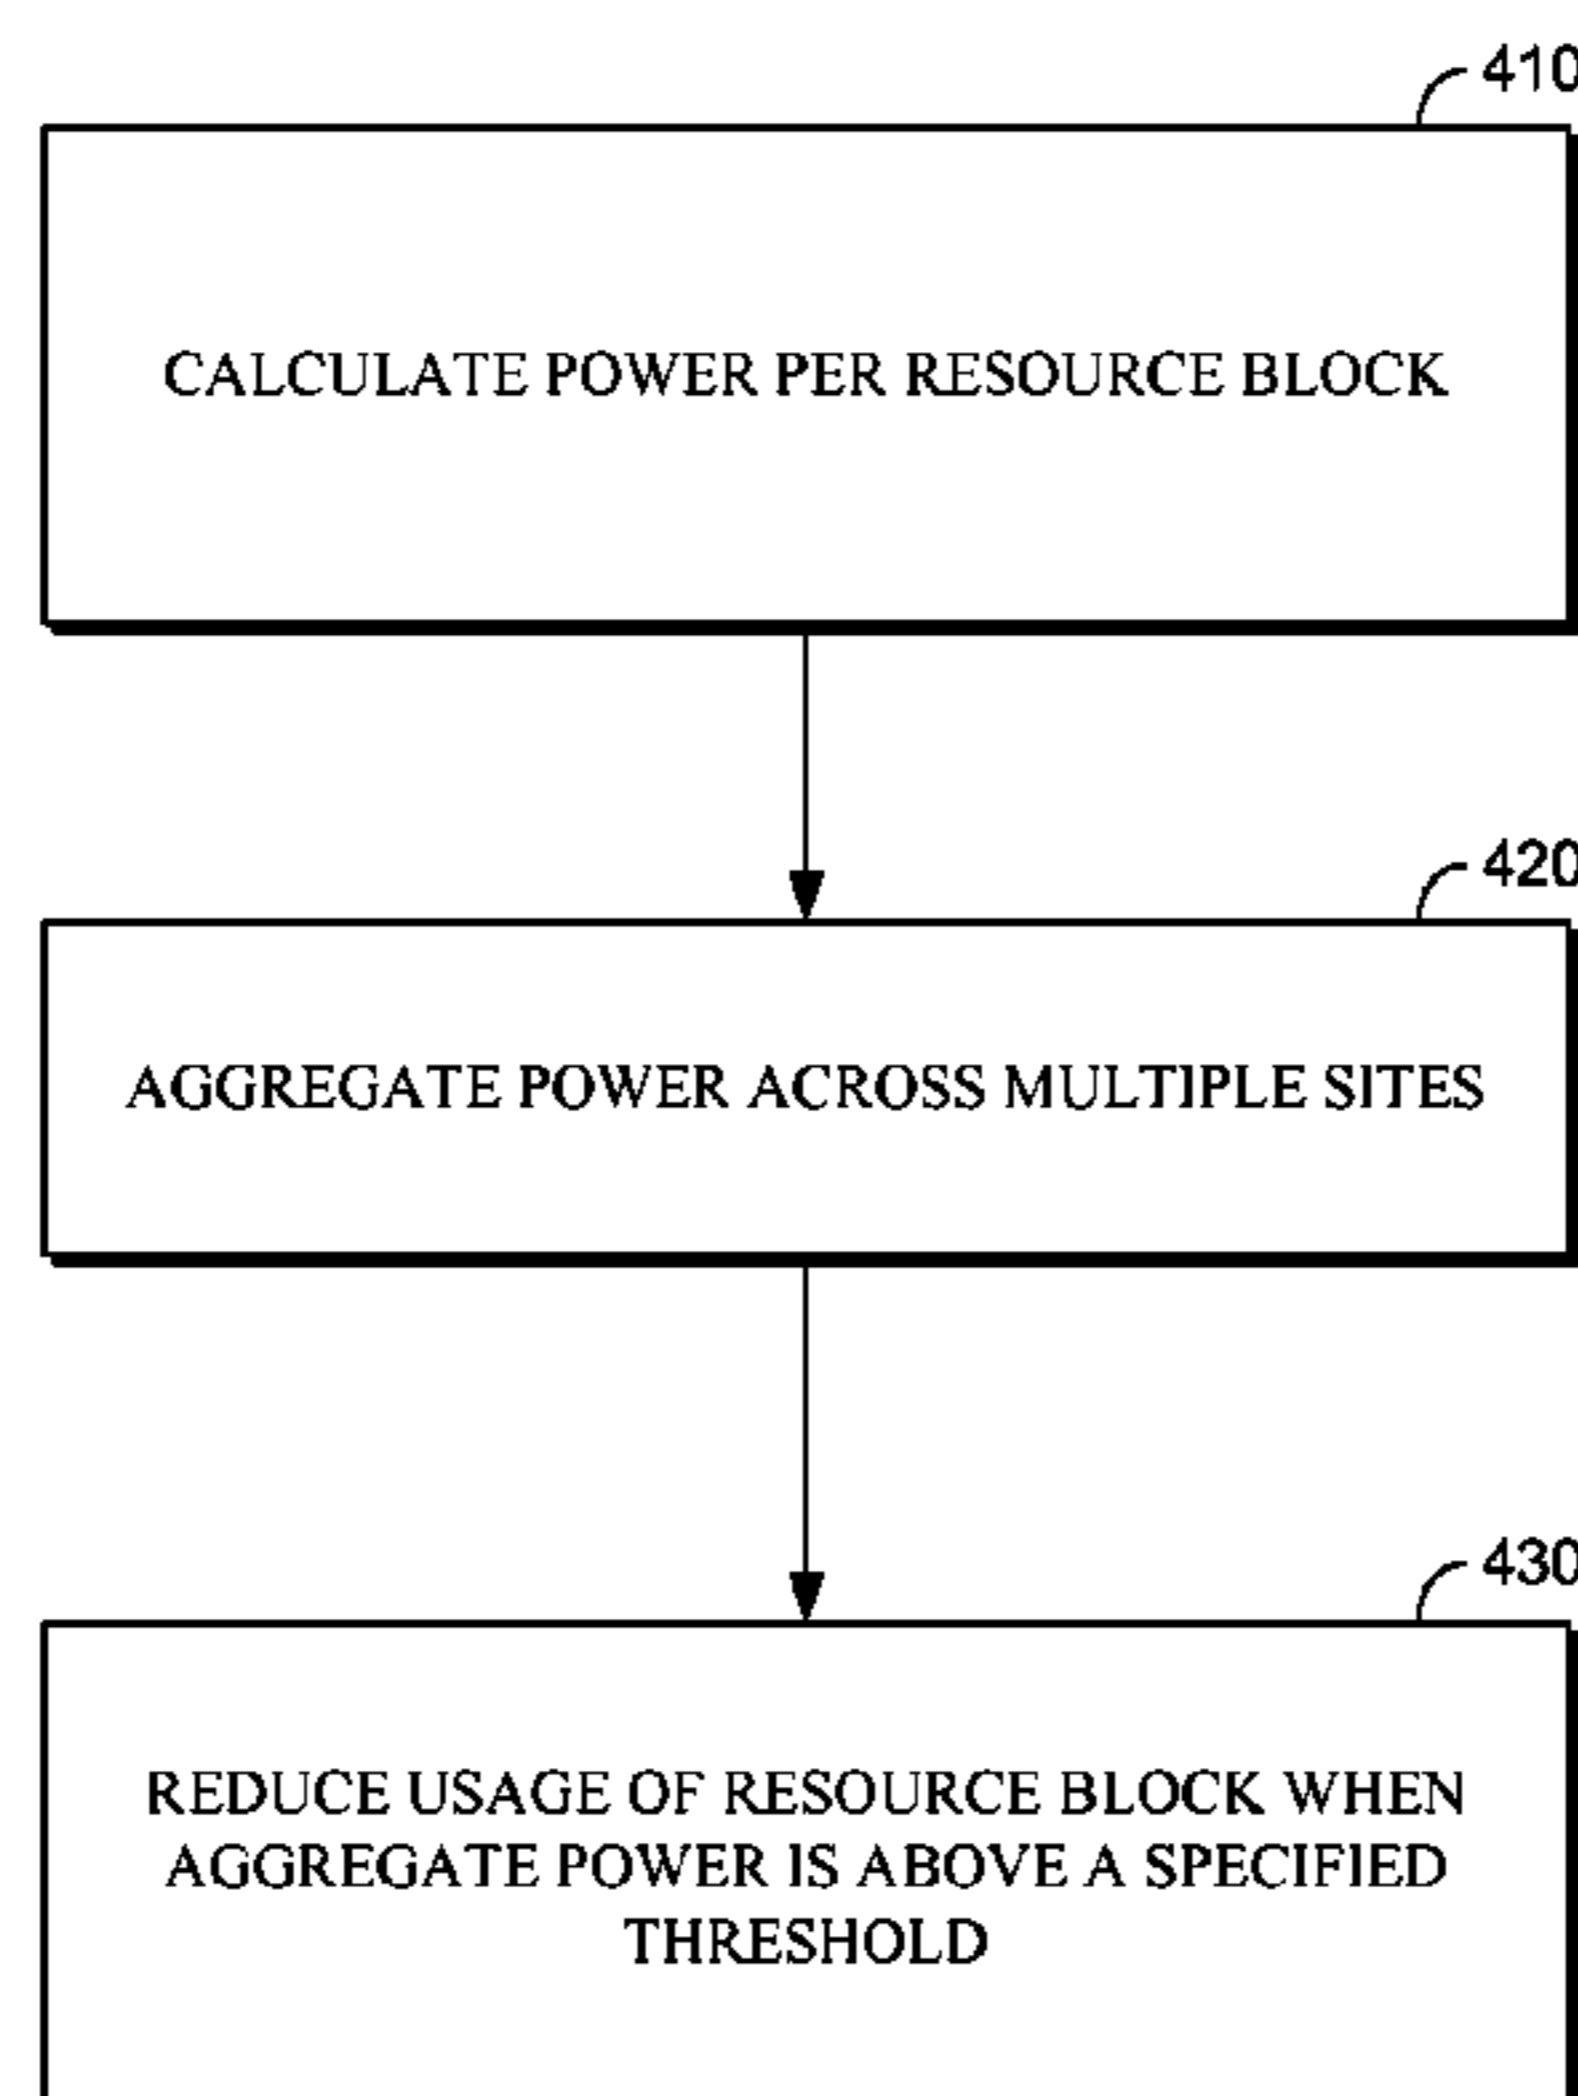 410
CALCULATE POWER PER RESOURCE BLOCK
420
AGGREGATE POWER ACROSS MULTIPLE SITES
430
REDUCE USAGE OF RESOURCE BLOCK WHEN
AGGREGATE POWER IS ABOVE A SPECIFIED
THRESHOLD